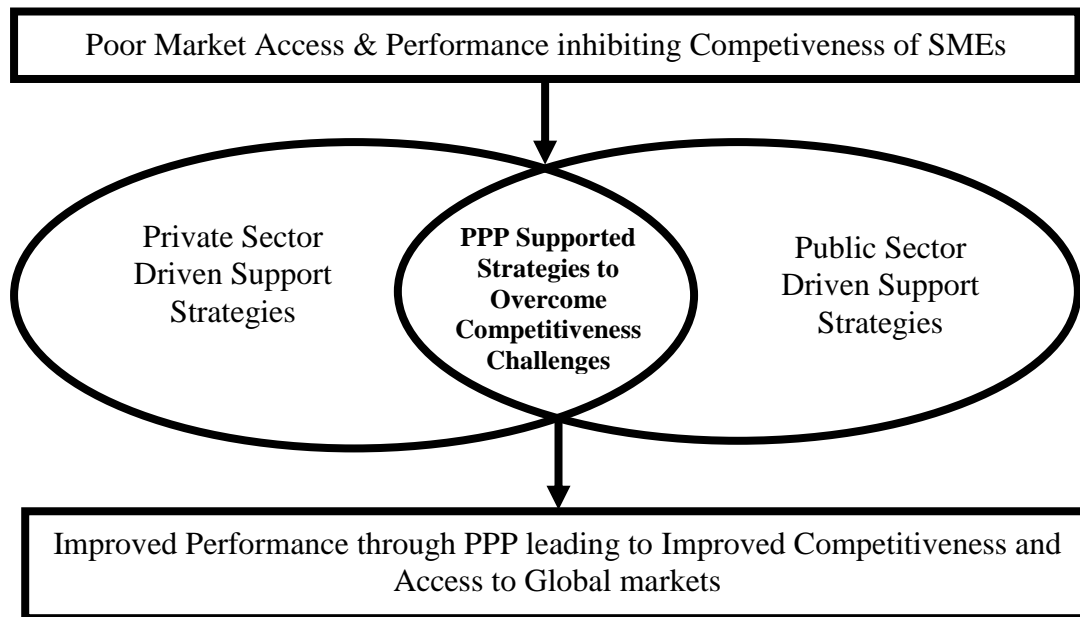 Poor Market Access & Performance inhibiting Competiveness of SMEs
Private Sector
Driven Support
Strategies
PPP Supported
Strategies to
Overcome
Competitiveness
Challenges
Public Sector
Driven Support
Strategies
Improved Performance through PPP leading to Improved Competitiveness and
Access to Global markets